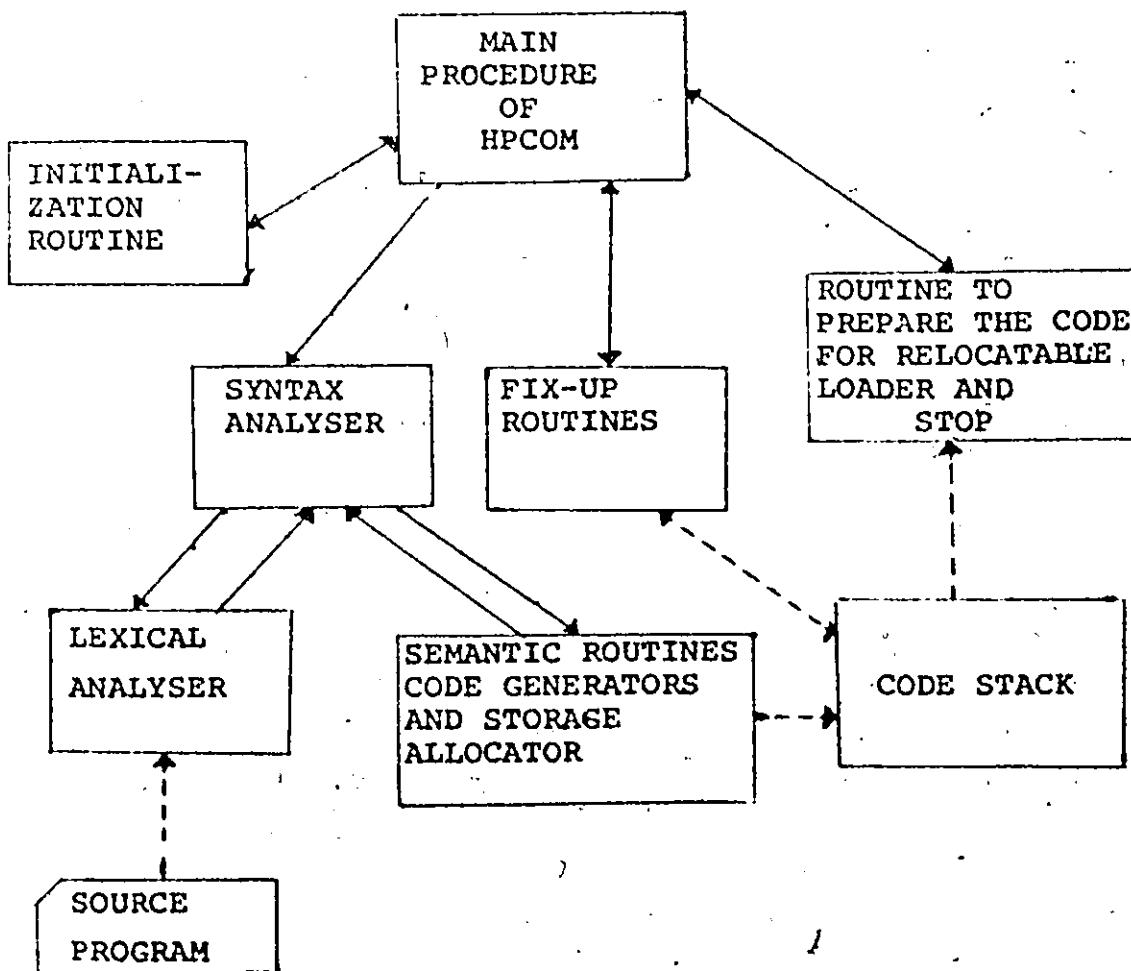 MAIN
PROCEDURE
OF
HPCOM
INITIALI-
ZATION
ROUTINE
ROUTINE TO
PREPARE THE CODE
FOR RELOCATABLE
LOADER AND
STOP
SYNTAX
ANALYSER
FIX-UP
ROUTINES
LEXICAL
ANALYSER
SEMANTIC ROUTINES
CODE GENERATORS
AND STORAGE
ALLOCATOR
CODE STACK
SOURCE
PROGRAM